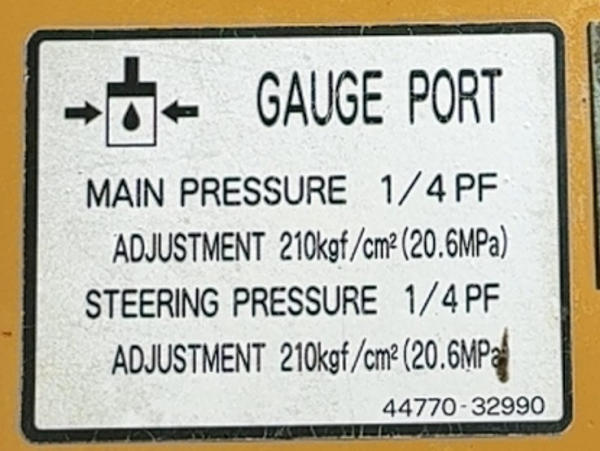 GAUGE PORT
MAIN PRESSURE 1/4 PF
ADJUSTMENT 210kgf/cm² (20.6MPa)
STEERING PRESSURE 1/4 PF
ADJUSTMENT 210kgf/cm² (20.6MPa)
44770-32990